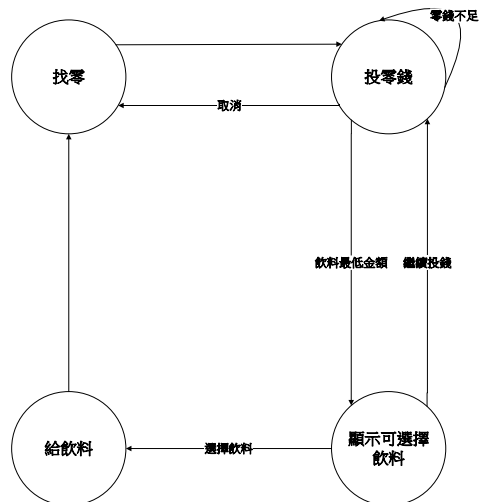 零錢不足
找零
投零錢
取消
飲料最低金額
繼續投錢
給飲料
選擇飲料
顯示可選擇
飲料